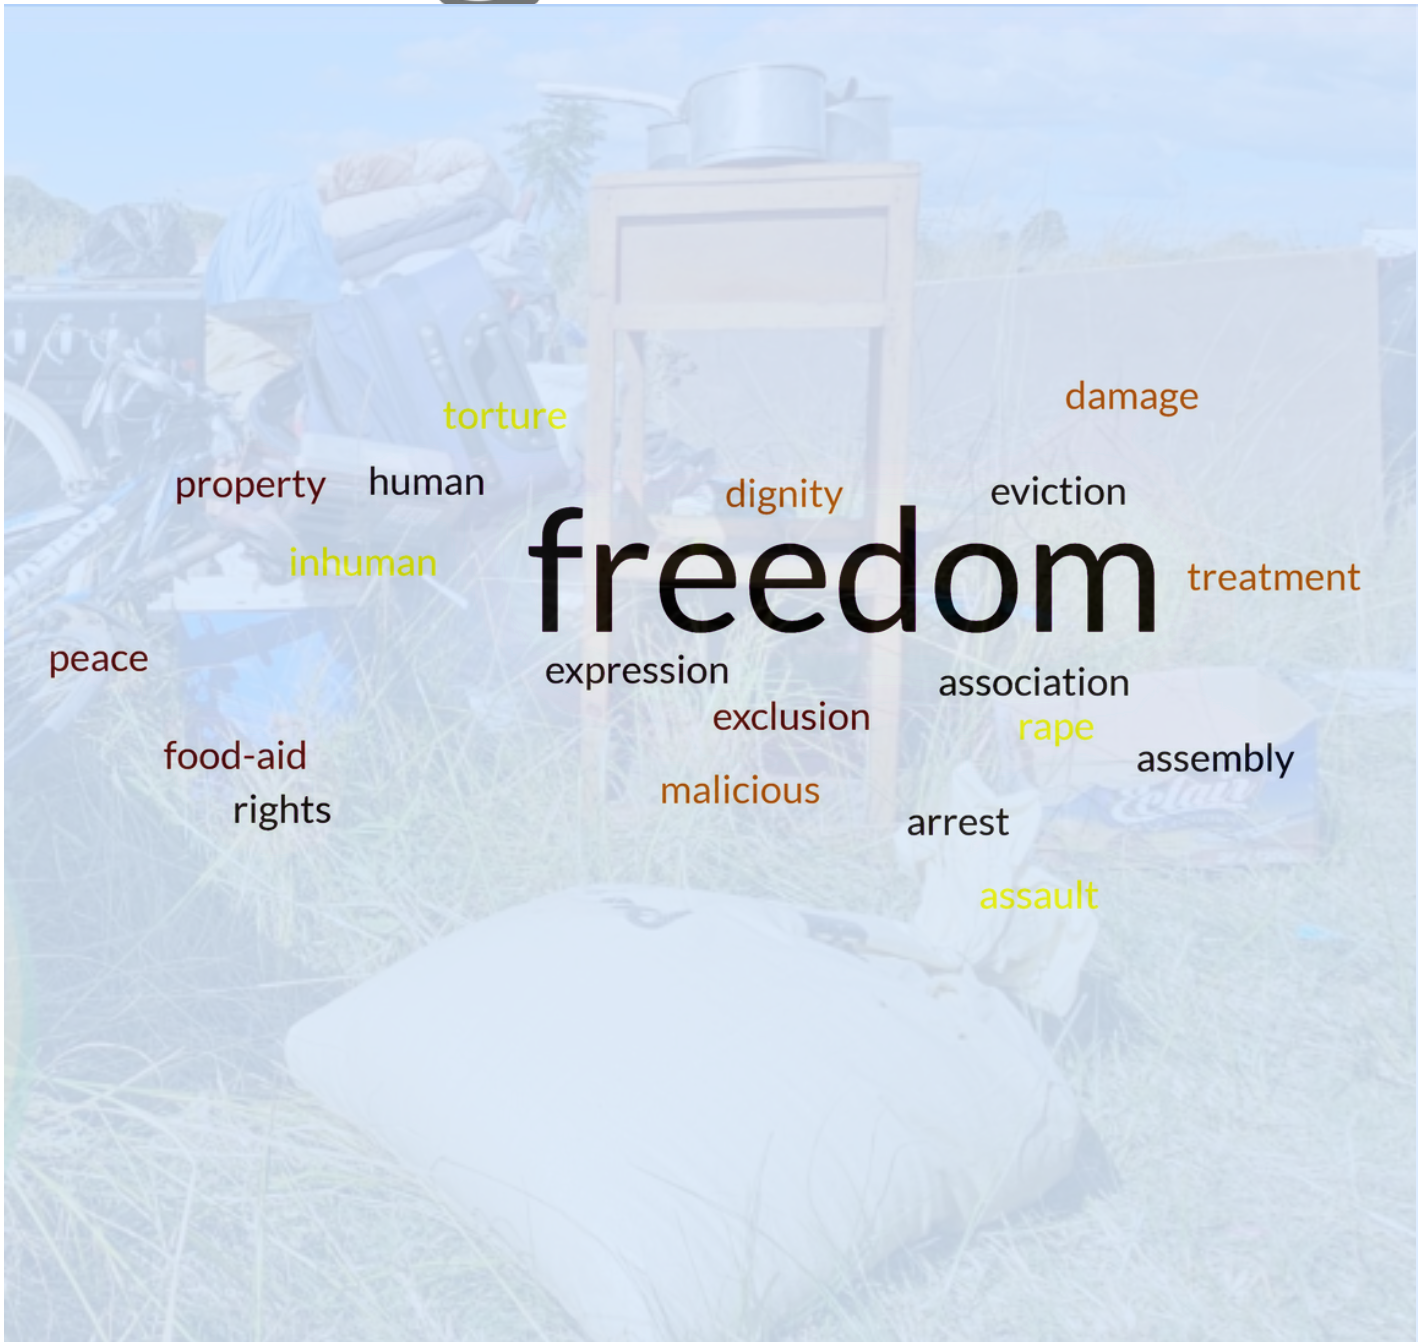 damage
torture
property human
dignity
eviction
freedom
inhuman
treatment
peace
expression
association
exclusion
rape
food-aid
assembly
malicious
rights
arrest
assault